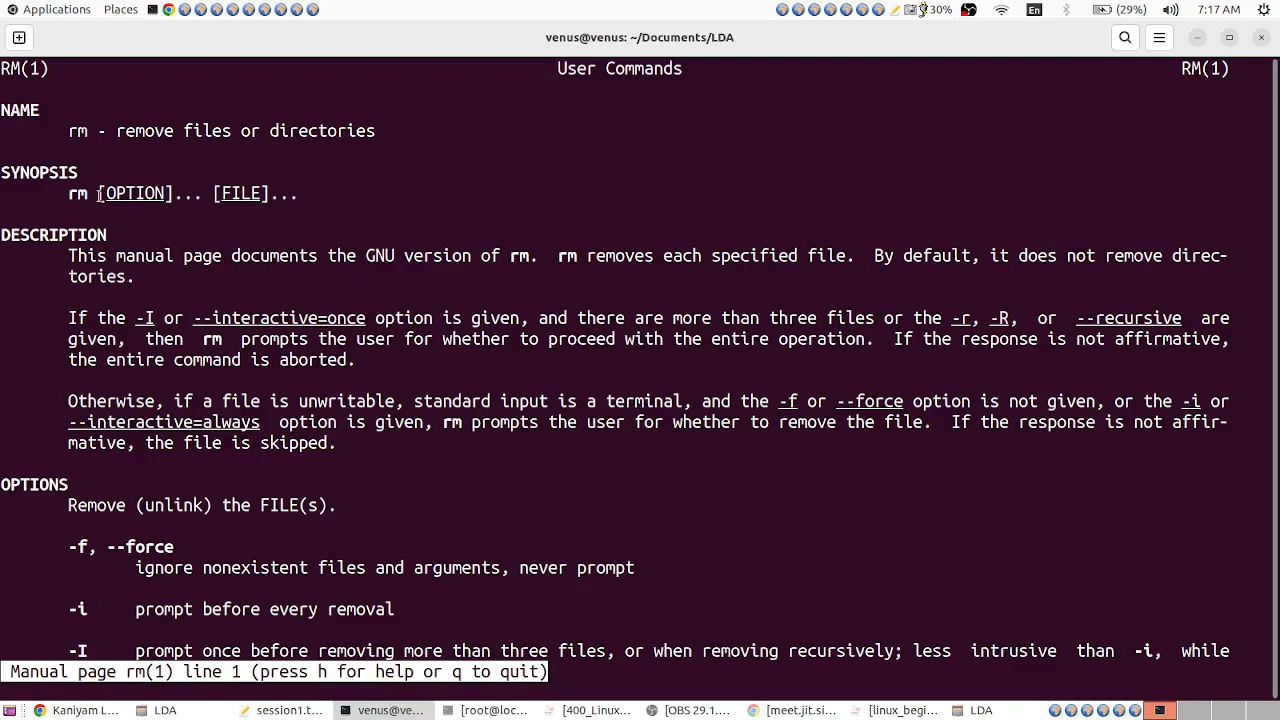 Applications Places 30% En (29%) 7:17 AM
venus@venus: ~/Documents/LDA
RM(1) User Commands RM(1)
NAME
rm - remove files or directories
SYNOPSIS
rm [OPTION]... [FILE]...
DESCRIPTION
This manual page documents the GNU version of rm. rm removes each specified file. By default, it does not remove direc-
tories.
If the -I or --interactive=once option is given, and there are more than three files or the -r, -R, or --recursive are
given, then rm prompts the user for whether to proceed with the entire operation. If the response is not affirmative,
the entire command is aborted.
Otherwise, if a file is unwritable, standard input is a terminal, and the -f or --force option is not given, or the -i or
--interactive=always option is given, rm prompts the user for whether to remove the file. If the response is not affir-
mative, the file is skipped.
OPTIONS
Remove (unlink) the FILE(s).
-f, --force
ignore nonexistent files and arguments, never prompt
-i prompt before every removal
-I prompt once before removing more than three files, or when removing recursively; less intrusive than -i, while
Manual page rm(1) line 1 (press h for help or q to quit)
Kaniyam L... LDA session1.t... venus@ve... [root@loc... [400_Linux... [OBS 29.1.... [meet.jit.si... [linux_begi... LDA